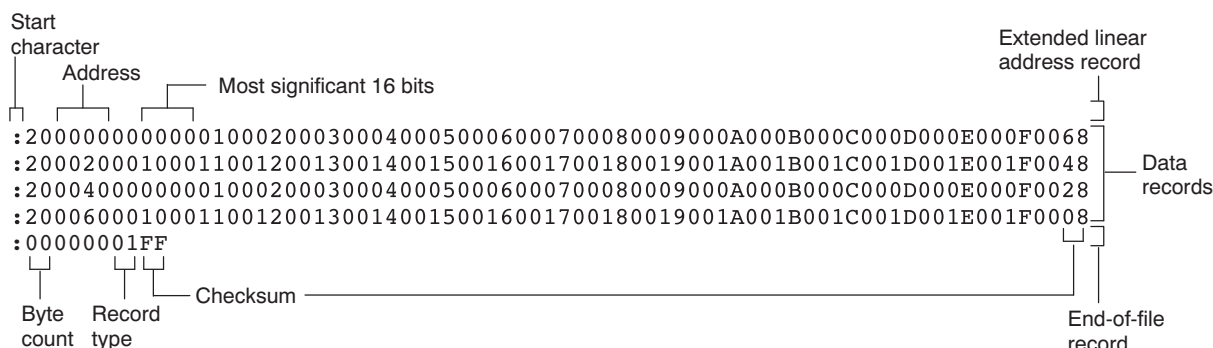 Start
character
Address
Most significant 16 bits
Extended linear
address record
:2000000000000100020003000400050006000700080009000A000B000C000D000E000F0068
:2000200010001100120013001400150016001700180019001A001B001C001D001E001F0048
:2000400000000100020003000400050006000700080009000A000B000C000D000E000F0028
:2000600010001100120013001400150016001700180019001A001B001C001D001E001F0008
:00000001FF
Data
records
Checksum
Byte
count
Record
type
End-of-file
record